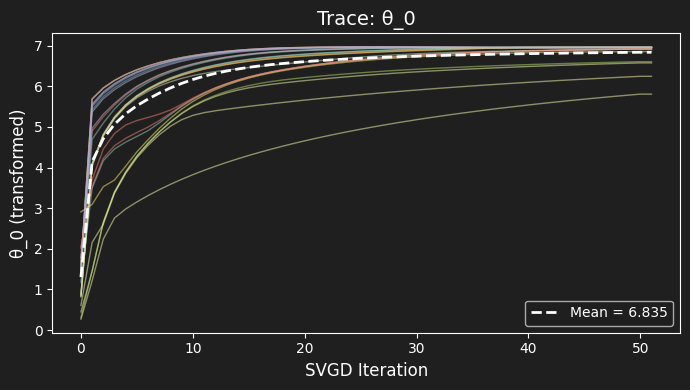 Trace: θ_0
θ_0 (transformed)
7
6
5
4
3
2
1
0
Mean = 6.835
0 10 20 30 40 50
SVGD Iteration